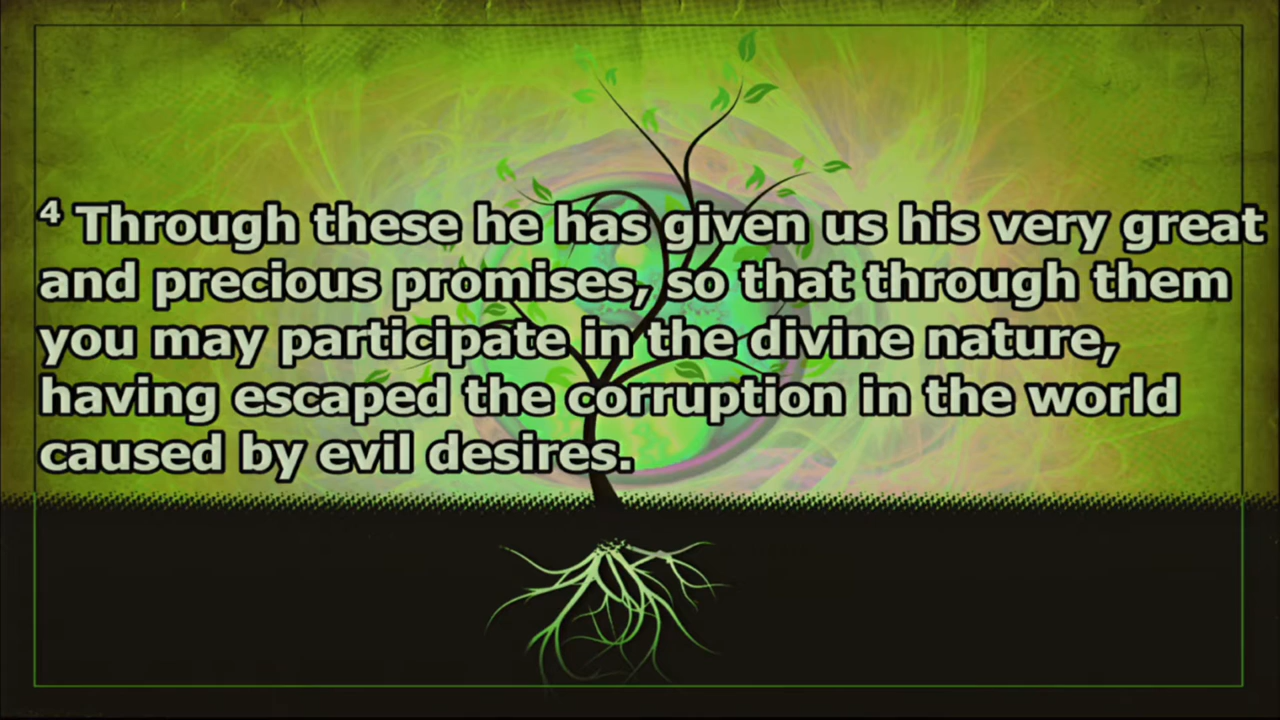 ⁴ Through these he has given us his very great
and precious promises, so that through them
you may participate in the divine nature,
having escaped the corruption in the world
caused by evil desires.